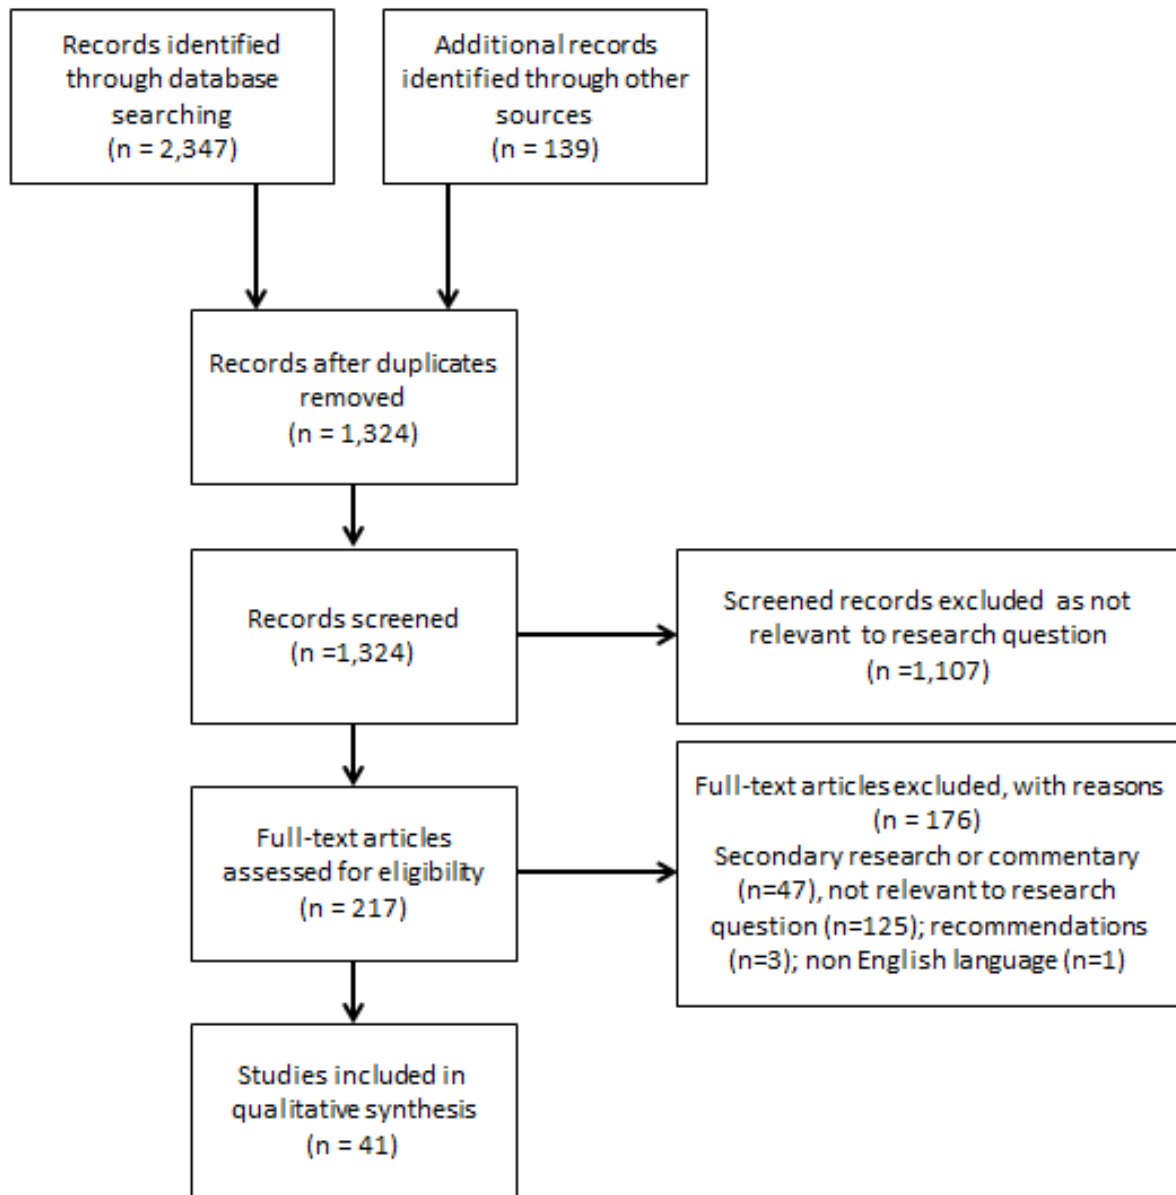 Records identified
through database
searching
(n = 2,347)
Additional records
identified through other
sources
(n = 139)
Records after duplicates
removed
(n = 1,324)
Records screened
(n =1,324)
Screened records excluded as not
relevant to research question
(n =1,107)
Full-text articles
assessed for eligibility
(n = 217)
Full-text articles excluded, with reasons
(n = 176)
Secondary research or commentary
(n=47), not relevant to research
question (n=125); recommendations
(n=3); non English language (n=1)
Studies included in
qualitative synthesis
(n = 41)